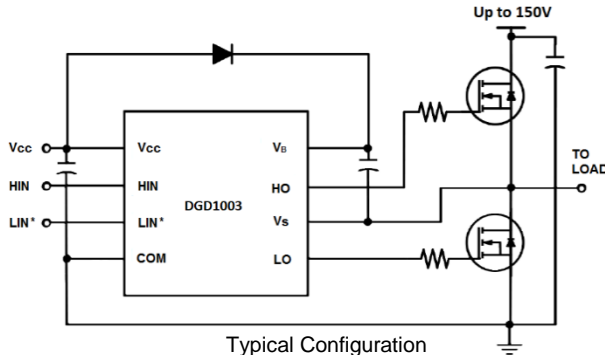 Up to 150V
Vcc
HIN
LIN*
Vcc
HIN
LIN*
COM
DGD1003
VB
HO
Vs
LO
TO
LOAD
Typical Configuration